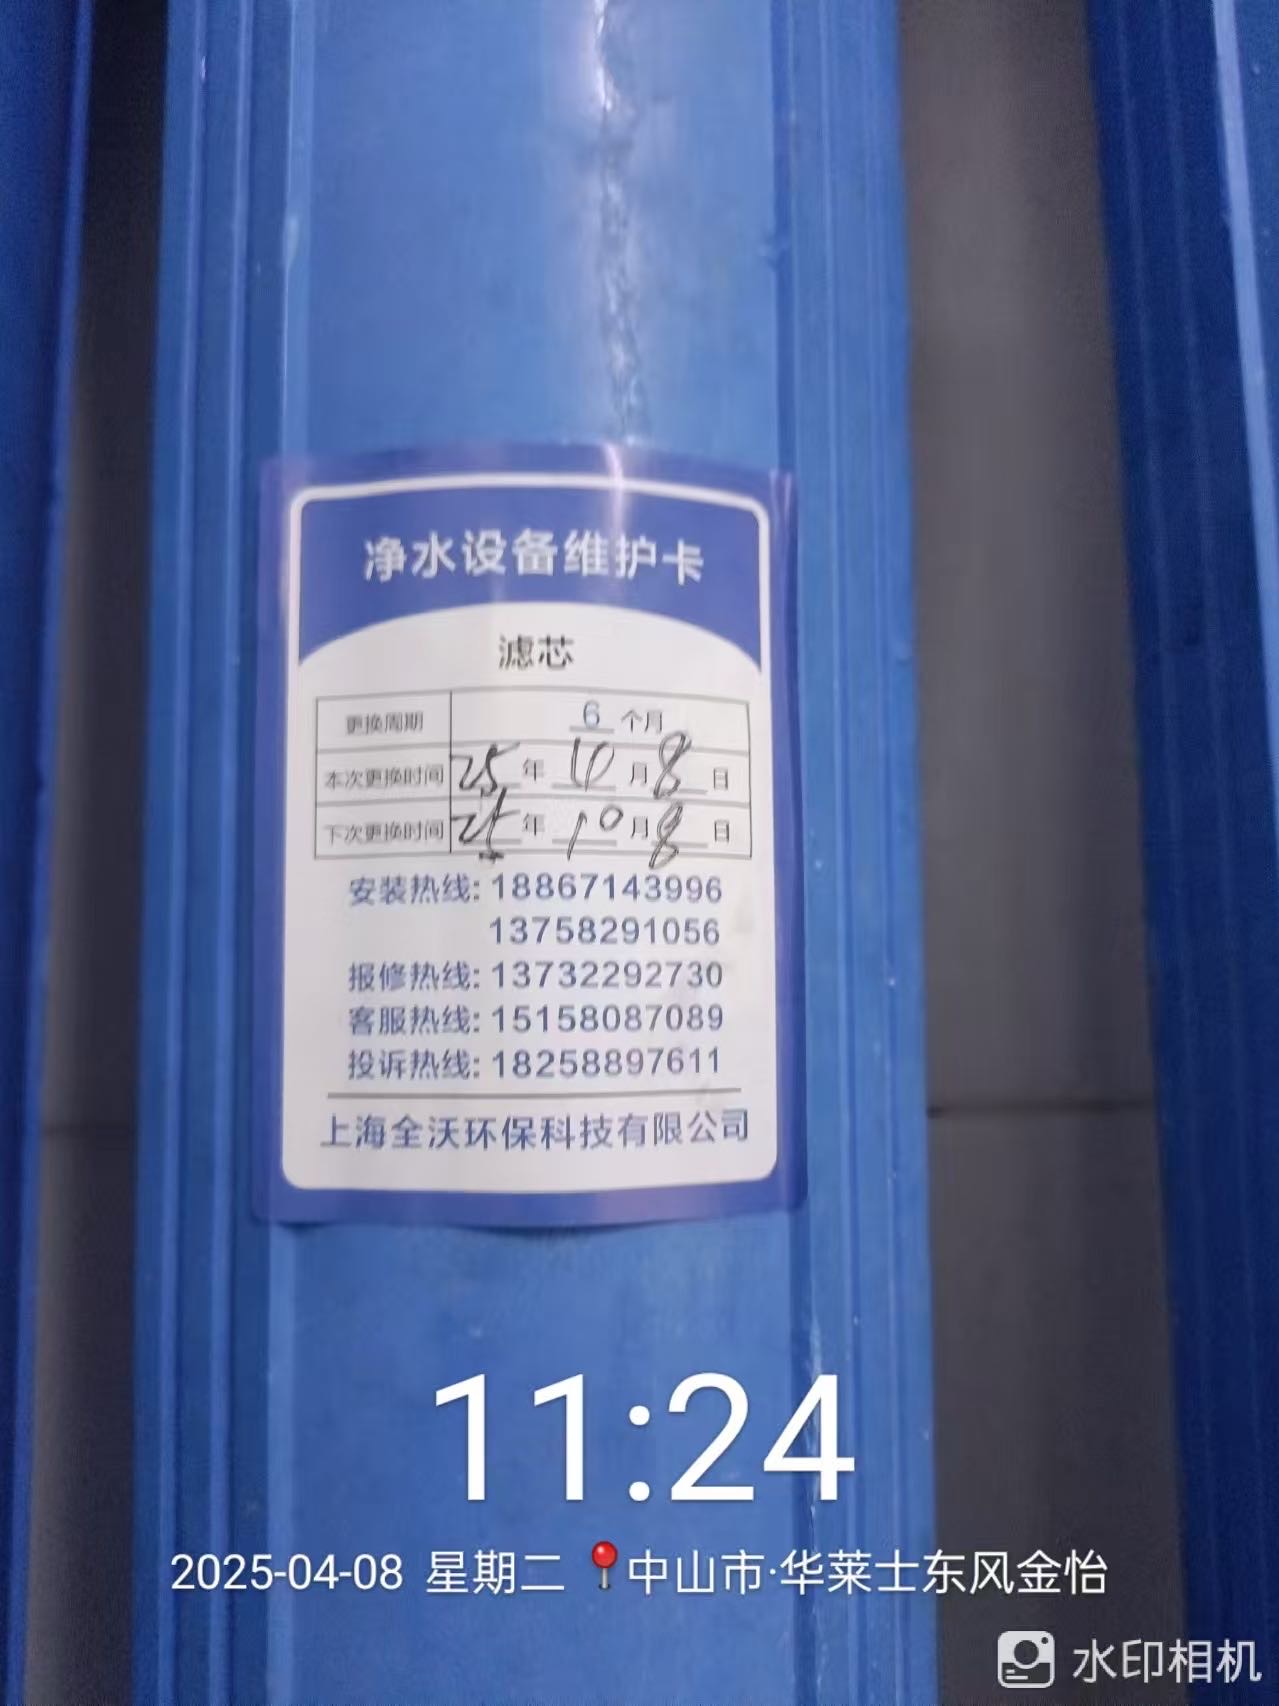 净水设备维护卡
滤芯
更换周期 6 个月
本次更换时间 25 年 4 月 8 日
下次更换时间 25 年 10 月 8 日
安装热线: 18867143996
13758291056
报修热线: 13732292730
客服热线: 15158087089
投诉热线: 18258897611
上海全沃环保科技有限公司
11:24
2025-04-08 星期二 中山市·华莱士东风金怡
水印相机